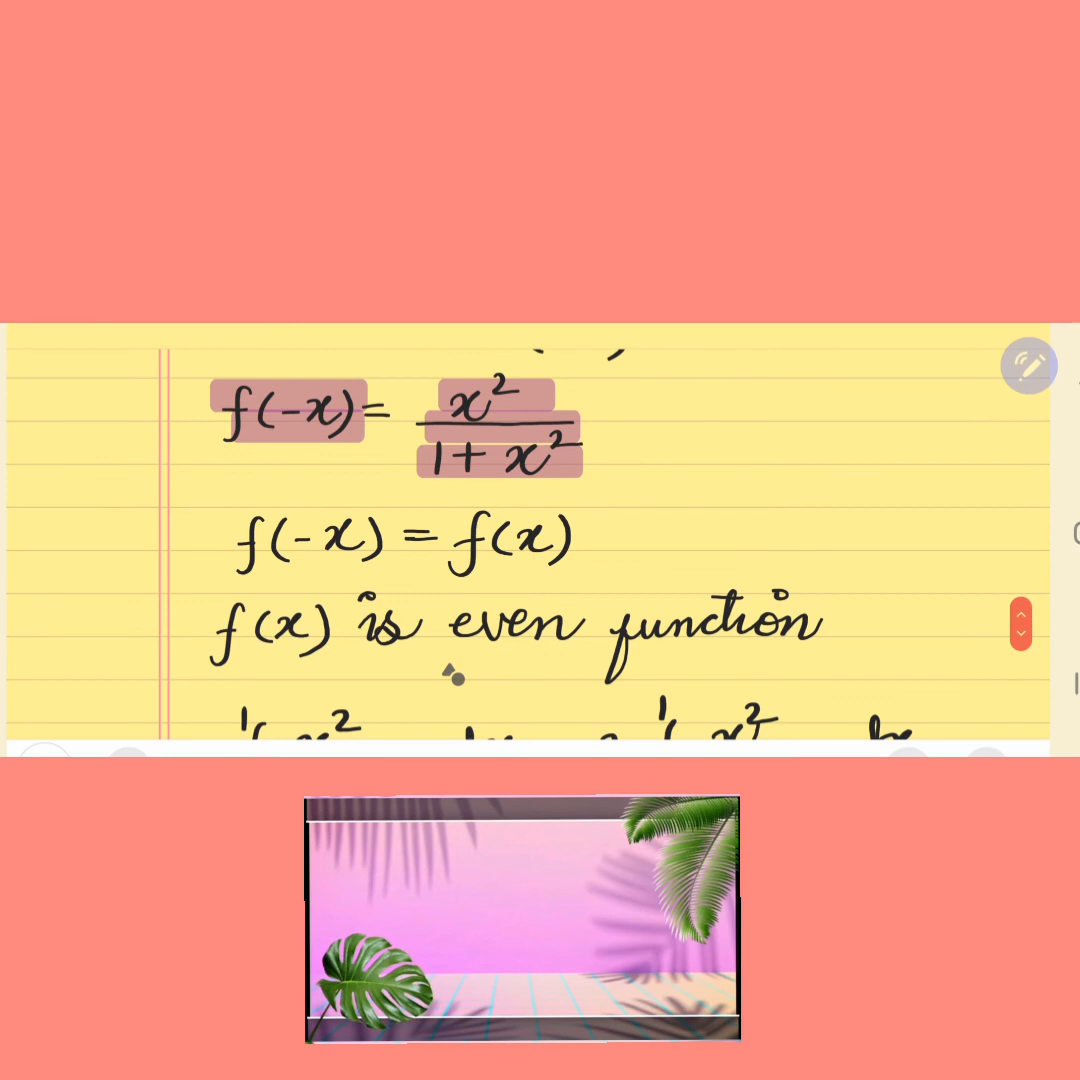 f(-x) = x²/1+x²
f(-x) = f(x)
f(x) is even function